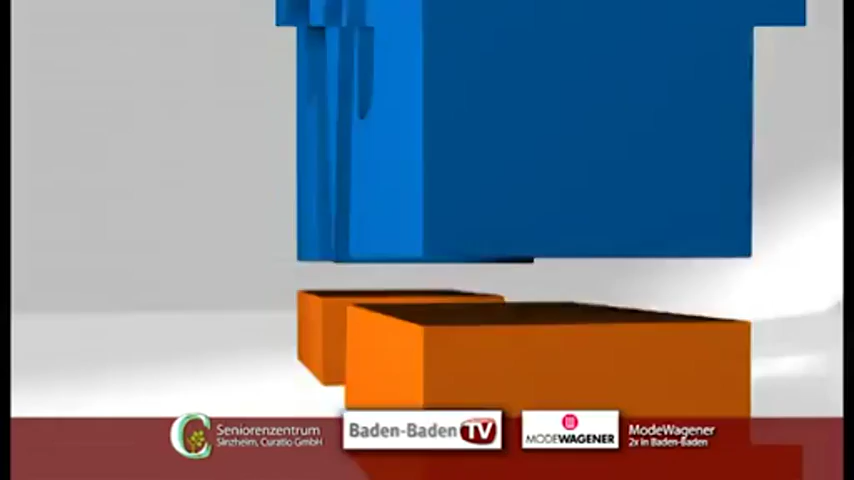 Seniorenzentrum
Sinzheim, Curatio GmbH
Baden-Baden TV
MODEWAGENER
ModeWagener
2x in Baden-Baden